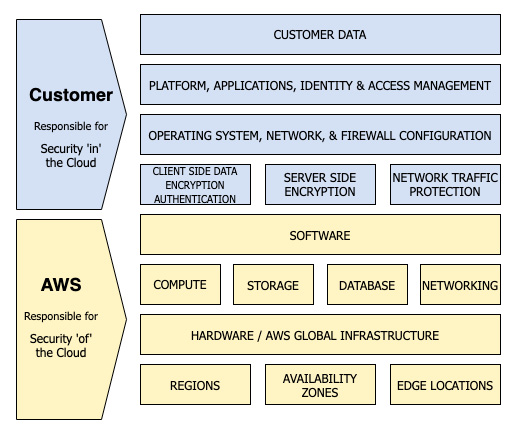 Customer
Responsible for
Security 'in'
the Cloud
CUSTOMER DATA
PLATFORM, APPLICATIONS, IDENTITY & ACCESS MANAGEMENT
OPERATING SYSTEM, NETWORK, & FIREWALL CONFIGURATION
CLIENT SIDE DATA
ENCRYPTION
AUTHENTICATION
SERVER SIDE
ENCRYPTION
NETWORK TRAFFIC
PROTECTION
AWS
Responsible for
Security 'of'
the Cloud
SOFTWARE
COMPUTE
STORAGE
DATABASE
NETWORKING
HARDWARE / AWS GLOBAL INFRASTRUCTURE
REGIONS
AVAILABILITY
ZONES
EDGE LOCATIONS